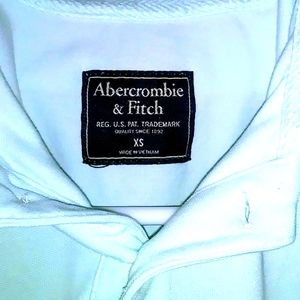 Abercrombie
& Fitch
REG. U.S. PAT. TRADEMARK
QUALITY SINCE 1892
XS
MADE IN VIETNAM